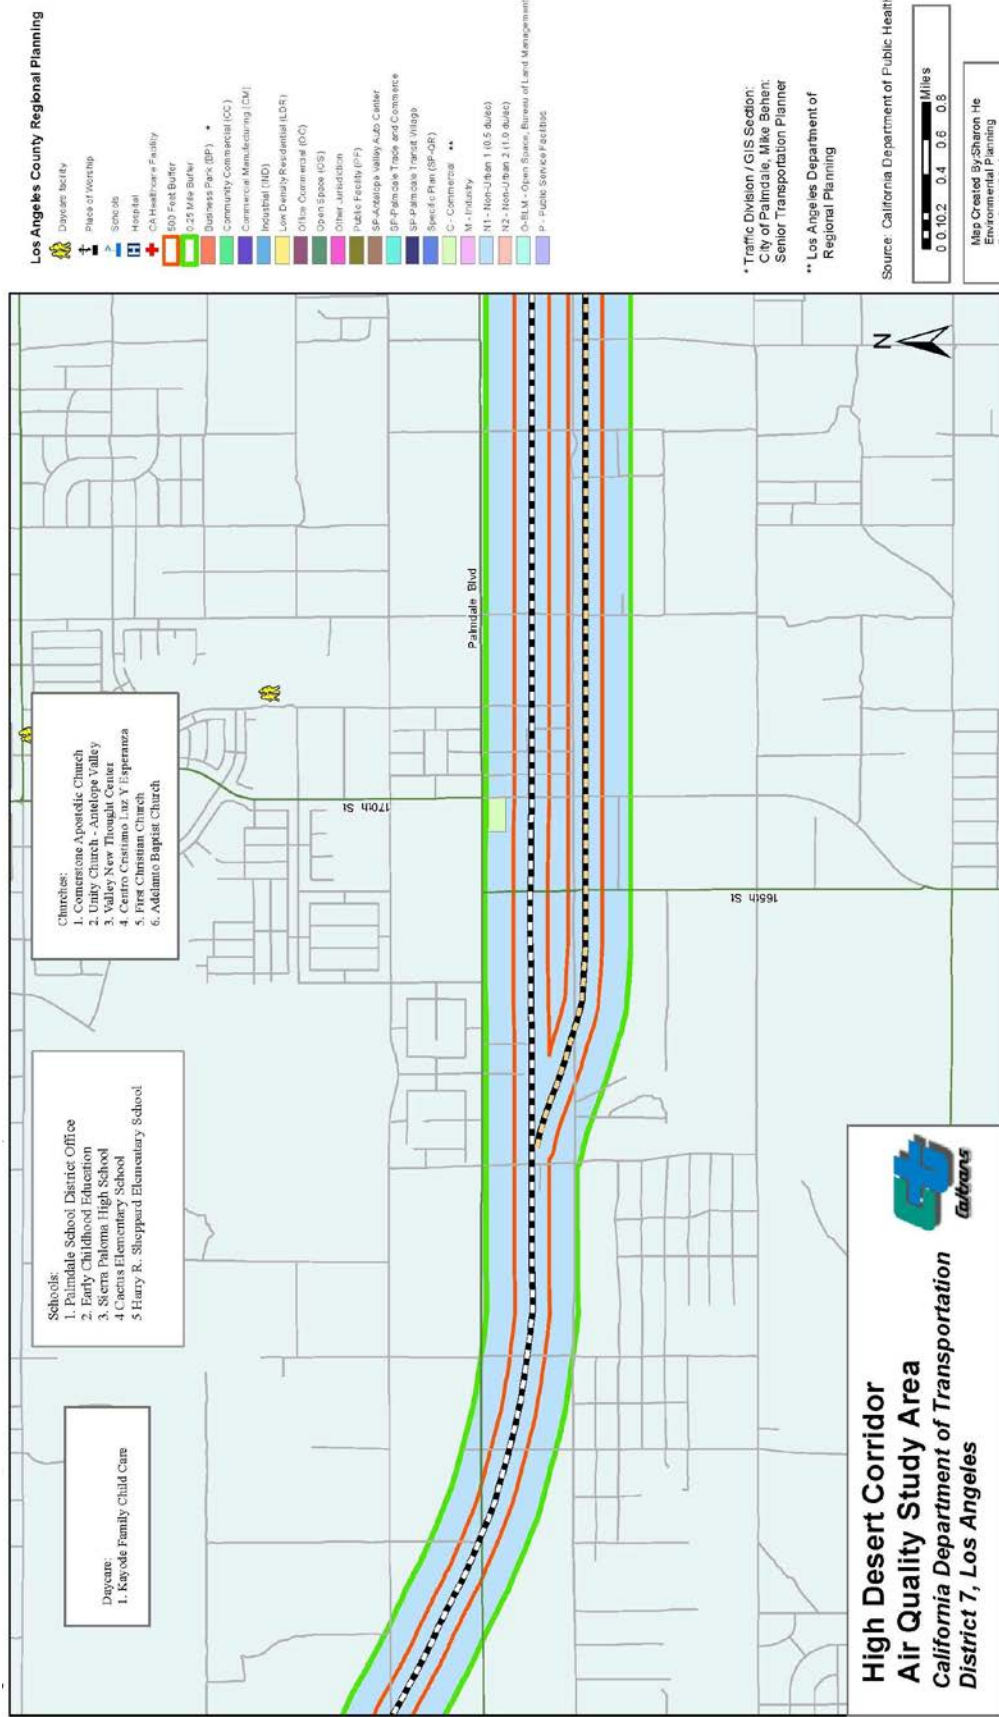 Los Angeles County Regional Planning
Daycare facility
Place of Worship
Schools
H Hospital
CA Healthcare Facility
500 Feet Buffer
0.25 Mile Buffer
Business Park (BP) *
Community Commercial (CC)
Commercial Manufacturing (CM)
Industrial (IND)
Low Density Residential (LDR)
Office Commercial (OC)
Open Space (OS)
Other Jurisdiction
Public Facility (PF)
SP-Antelope Valley Auto Center
SP-Palmdale Trade and Commerce
SP-Palmdale Transit Village
Specific Plan (SP-QR)
C - Commercial **
M - Industry
N1 - Non-Urban 1 (0.5 du/ac)
N2 - Non-Urban 2 (1.0 du/ac)
O-BLM - Open Space, Bureau of Land Management
P - Public Service Facilities
* Traffic Division / GIS Section:
City of Palmdale, Mike Behen:
Senior Transportation Planner
** Los Angeles Department of
Regional Planning
Source: California Department of Public Health
Miles
0 0.10.2 0.4 0.6 0.8
Map Created By:Sharon He
Environmental Planning
Daycare:
1. Kayode Family Child Care
Schools:
1. Palmdale School District Office
2. Early Childhood Education
3. Sierra Paloma High School
4 Cactus Elementary School
5 Harry R. Sheppard Elementary School
Churches:
1. Cornerstone Apostolic Church
2. Unity Church - Antelope Valley
3. Valley New Thought Center
4. Centro Cristiano Luz Y Esperanza
5. First Christian Church
6. Adelanto Baptist Church
170th St
Palmdale Blvd
165th St
N
High Desert Corridor
Air Quality Study Area
California Department of Transportation
District 7, Los Angeles
Caltrans